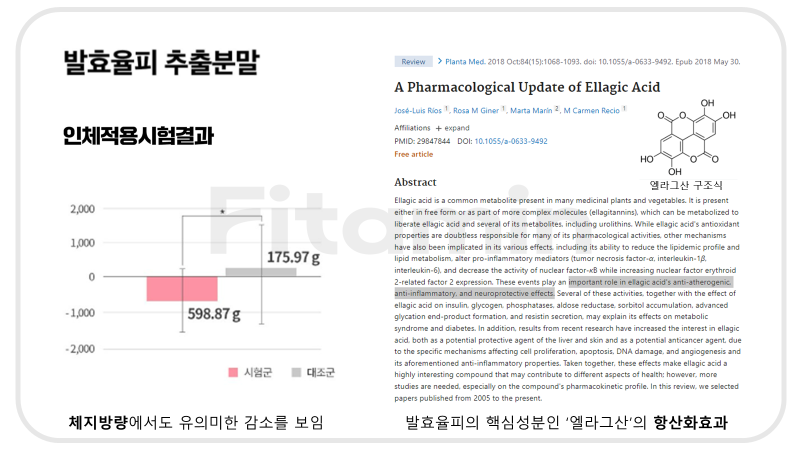 발효율피 추출분말
인체적용시험결과
2,000
1,000
0
-1,000
-2,000
*
175.97 g
598.87 g
시험군
대조군
체지방량에서도 유의미한 감소를 보임
Review
Planta Med. 2018 Oct;84(15):1068-1093. doi: 10.1055/a-0633-9492. Epub 2018 May 30.
A Pharmacological Update of Ellagic Acid
José-Luis Ríos 1, Rosa M Giner 1, Marta Marín 2, M Carmen Recio 1
Affiliations + expand
PMID: 29847844 DOI: 10.1055/a-0633-9492
Free article
OH
OH
HO
OH
O
O
O
O
엘라그산 구조식
Abstract
Ellagic acid is a common metabolite present in many medicinal plants and vegetables. It is present
either in free form or as part of more complex molecules (ellagitannins), which can be metabolized to
liberate ellagic acid and several of its metabolites, including urolithins. While ellagic acid's antioxidant
properties are doubtless responsible for many of its pharmacological activities, other mechanisms
have also been implicated in its various effects, including its ability to reduce the lipidemic profile and
lipid metabolism, alter pro-inflammatory mediators (tumor necrosis factor-α, interleukin-1β,
interleukin-6), and decrease the activity of nuclear factor-κB while increasing nuclear factor erythroid
2-related factor 2 expression. These events play an important role in ellagic acid's anti-atherogenic,
anti-inflammatory, and neuroprotective effects. Several of these activities, together with the effect of
ellagic acid on insulin, glycogen, phosphatases, aldose reductase, sorbitol accumulation, advanced
glycation end-product formation, and resistin secretion, may explain its effects on metabolic
syndrome and diabetes. In addition, results from recent research have increased the interest in ellagic
acid, both as a potential protective agent of the liver and skin and as a potential anticancer agent, due
to the specific mechanisms affecting cell proliferation, apoptosis, DNA damage, and angiogenesis and
its aforementioned anti-inflammatory properties. Taken together, these effects make ellagic acid a
highly interesting compound that may contribute to different aspects of health; however, more
studies are needed, especially on the compound's pharmacokinetic profile. In this review, we selected
papers published from 2005 to the present.
발효율피의 핵심성분인 ‘엘라그산’의 항산화효과
Fitamin